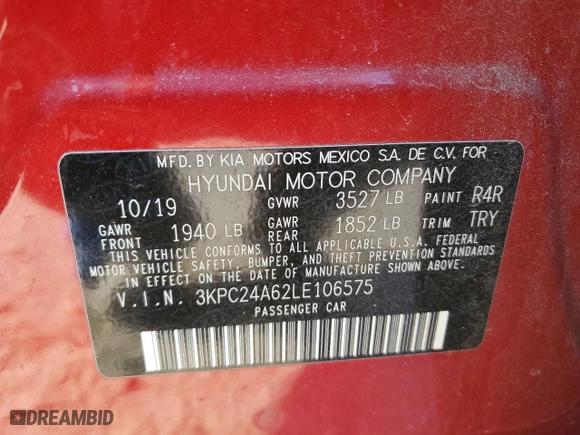 MFD. BY KIA MOTORS MEXICO S.A. DE C.V. FOR
HYUNDAI MOTOR COMPANY
10/19 GVWR 3527 LB PAINT R4R
GAWR FRONT 1940 LB GAWR REAR 1852 LB TRIM TRY
THIS VEHICLE CONFORMS TO ALL APPLICABLE U.S.A. FEDERAL
MOTOR VEHICLE SAFETY, BUMPER, AND THEFT PREVENTION STANDARDS
IN EFFECT ON THE DATE OF MANUFACTURE SHOWN ABOVE.
V.I.N. 3KPC24A62LE106575
PASSENGER CAR
DREAMBID